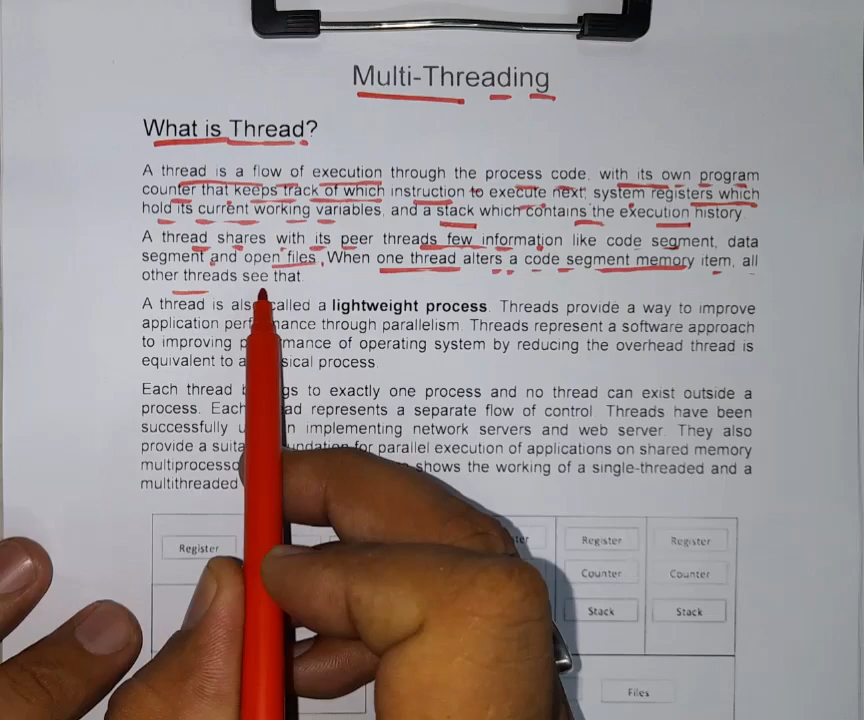 Multi-Threading
What is Thread?
A thread is a flow of execution through the process code, with its own program
counter that keeps track of which instruction to execute next, system registers which
hold its current working variables, and a stack which contains the execution history
A thread shares with its peer threads few information like code segment, data
segment and open files. When one thread alters a code segment memory item, all
other threads see that.
A thread is also called a lightweight process. Threads provide a way to improve
application performance through parallelism. Threads represent a software approach
to improving performance of operating system by reducing the overhead thread is
equivalent to a classical process.
Each thread belongs to exactly one process and no thread can exist outside a
process. Each thread represents a separate flow of control. Threads have been
successfully in implementing network servers and web server. They also
provide a suitable foundation for parallel execution of applications on shared memory
shows the working of a single-threaded and a
multithreaded
Register Register Register
Counter Counter
Stack Stack
Files